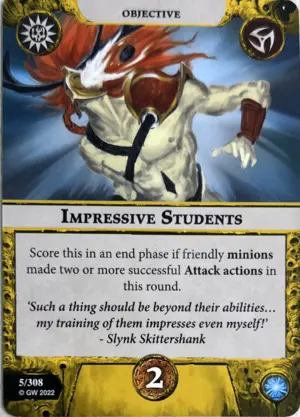 OBJECTIVE
IMPRESSIVE STUDENTS
Score this in an end phase if friendly minions
made two or more successful Attack actions in
this round.
‘Such a thing should be beyond their abilities…
my training of them impresses even myself!’
- Slynk Skittershank
5/308
© GW 2022
2